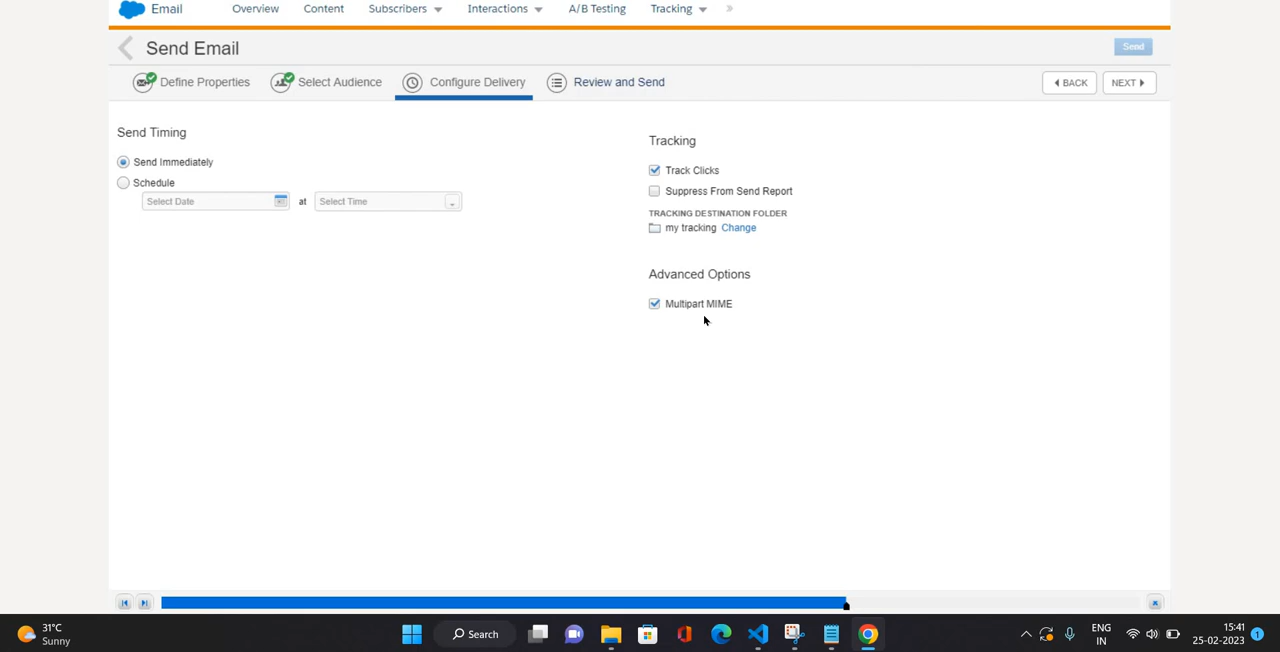 Email Overview Content Subscribers Interactions A/B Testing Tracking »
Send Email Send
Define Properties Select Audience Configure Delivery Review and Send BACK NEXT
Send Timing
Send Immediately
Schedule
Select Date at Select Time
Tracking
Track Clicks
Suppress From Send Report
TRACKING DESTINATION FOLDER
my tracking Change
Advanced Options
Multipart MIME
31°C
Sunny
Search
ENG
IN
15:41
25-02-2023
1